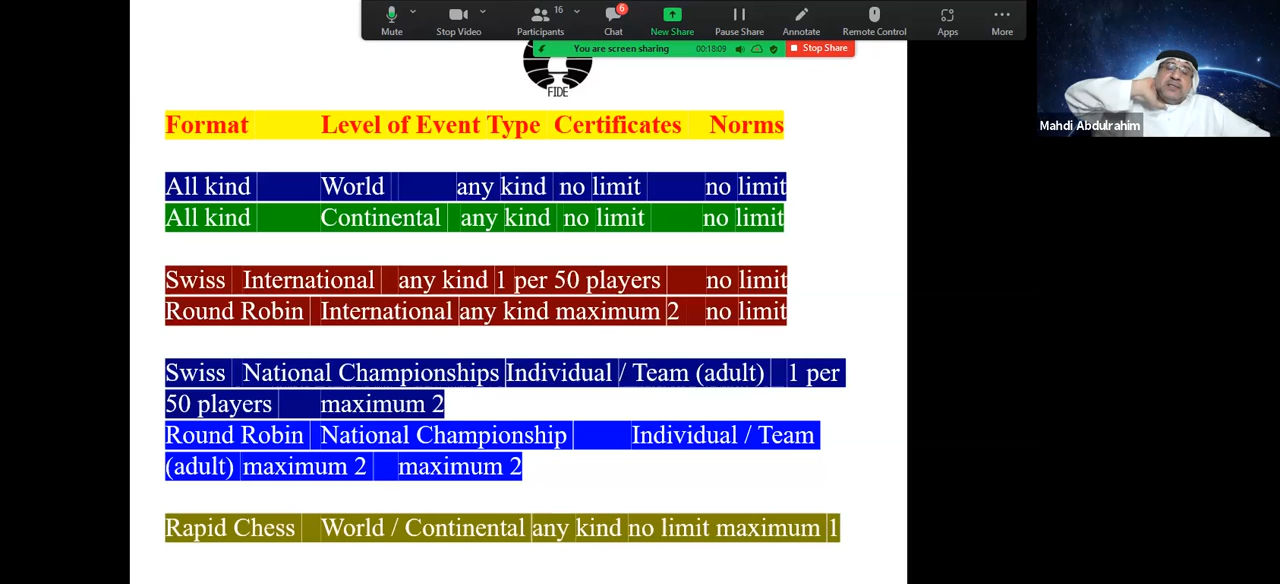 16
6
Mute Stop Video Participants Chat New Share Pause Share Annotate Remote Control Apps More
You are screen sharing 00:18:09 Stop Share
FIDE
Mahdi Abdulrahim
Format Level of Event Type Certificates Norms
All kind World any kind no limit no limit
All kind Continental any kind no limit no limit
Swiss International any kind 1 per 50 players no limit
Round Robin International any kind maximum 2 no limit
Swiss National Championships Individual / Team (adult) 1 per
50 players maximum 2
Round Robin National Championship Individual / Team
(adult) maximum 2 maximum 2
Rapid Chess World / Continental any kind no limit maximum 1